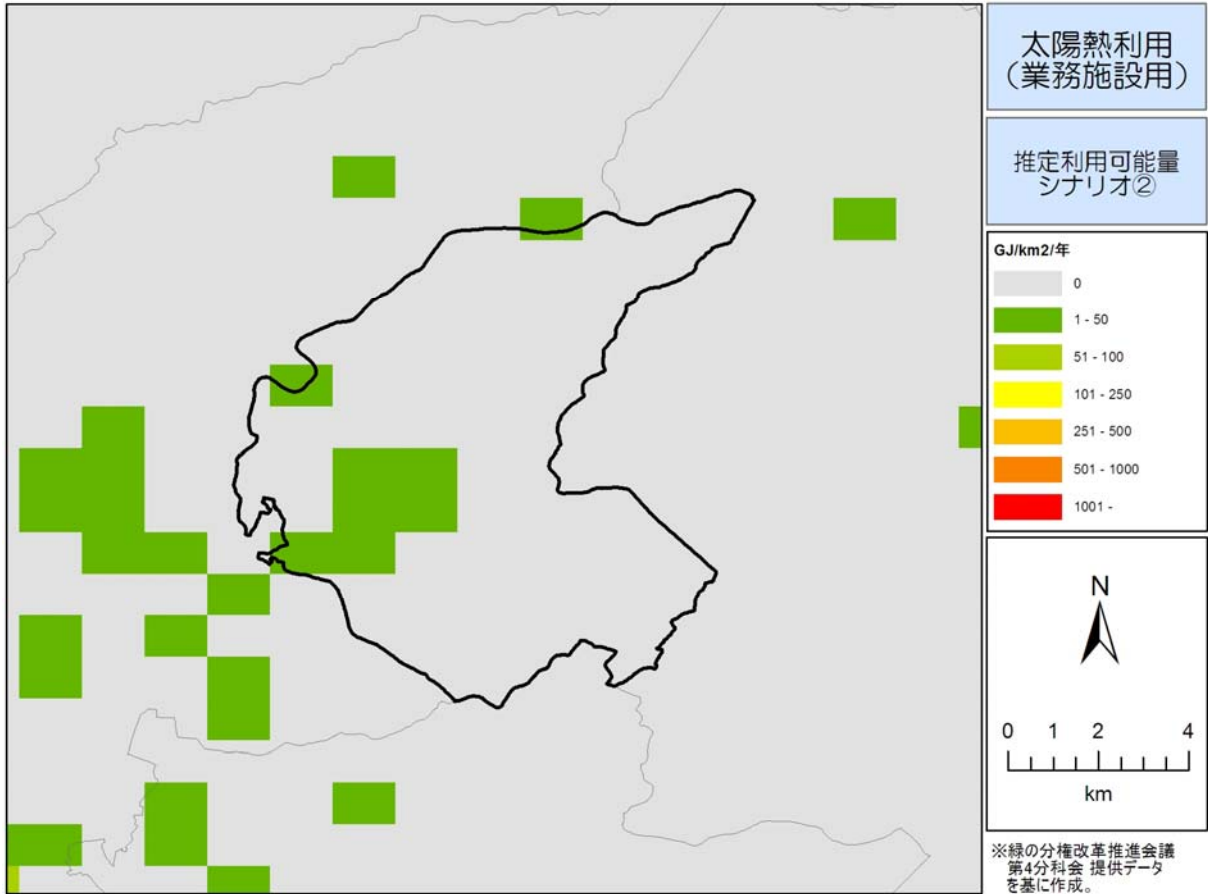 太陽熱利用
（業務施設用）
推定利用可能量
シナリオ②
GJ/km2/年
0
1 - 50
51 - 100
101 - 250
251 - 500
501 - 1000
1001 -
N
0 1 2 4
km
※緑の分権改革推進会議
第4分科会 提供データ
を基に作成。